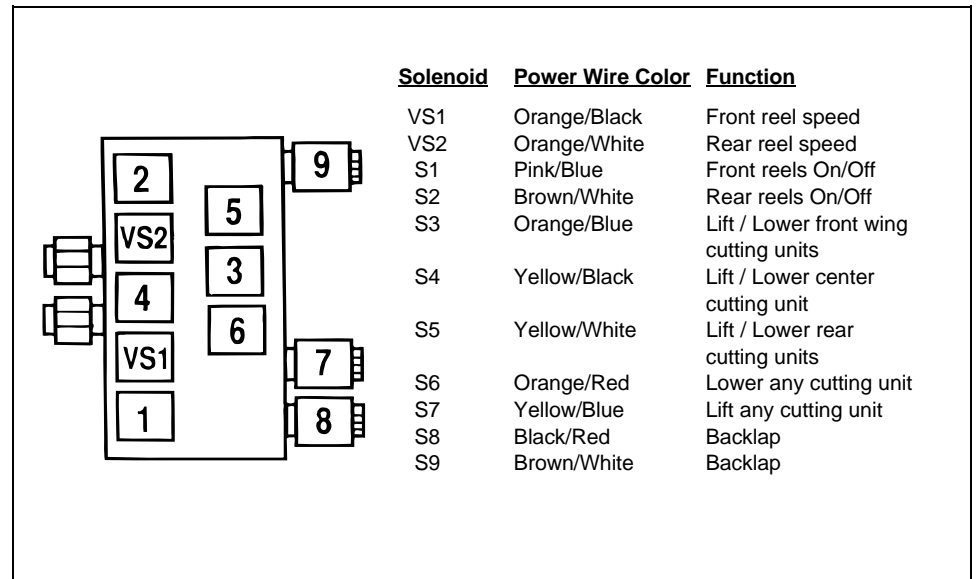 Solenoid Power Wire Color Function
VS1 Orange/Black Front reel speed
VS2 Orange/White Rear reel speed
S1 Pink/Blue Front reels On/Off
S2 Brown/White Rear reels On/Off
S3 Orange/Blue Lift / Lower front wing
cutting units
S4 Yellow/Black Lift / Lower center
cutting unit
S5 Yellow/White Lift / Lower rear
cutting units
S6 Orange/Red Lower any cutting unit
S7 Yellow/Blue Lift any cutting unit
S8 Black/Red Backlap
S9 Brown/White Backlap
2
VS2
4
VS1
1
5
3
6
9
7
8